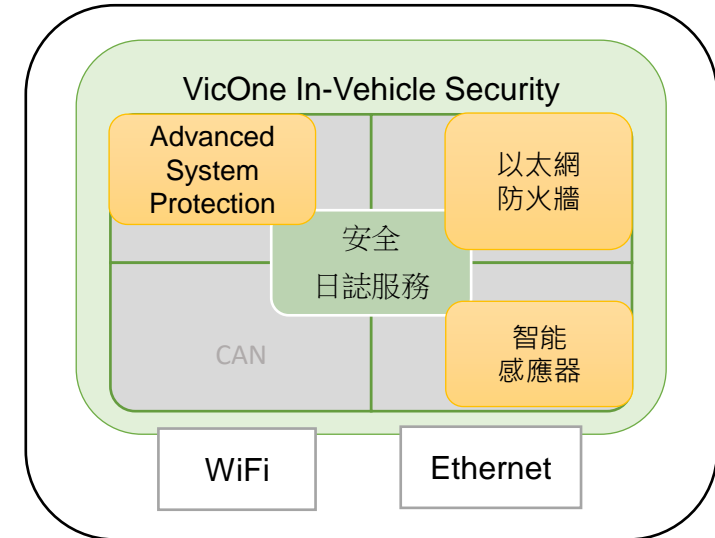 VicOne In-Vehicle Security
Advanced
System
Protection
以太網
防火牆
安全
日誌服務
CAN
智能
感應器
WiFi
Ethernet